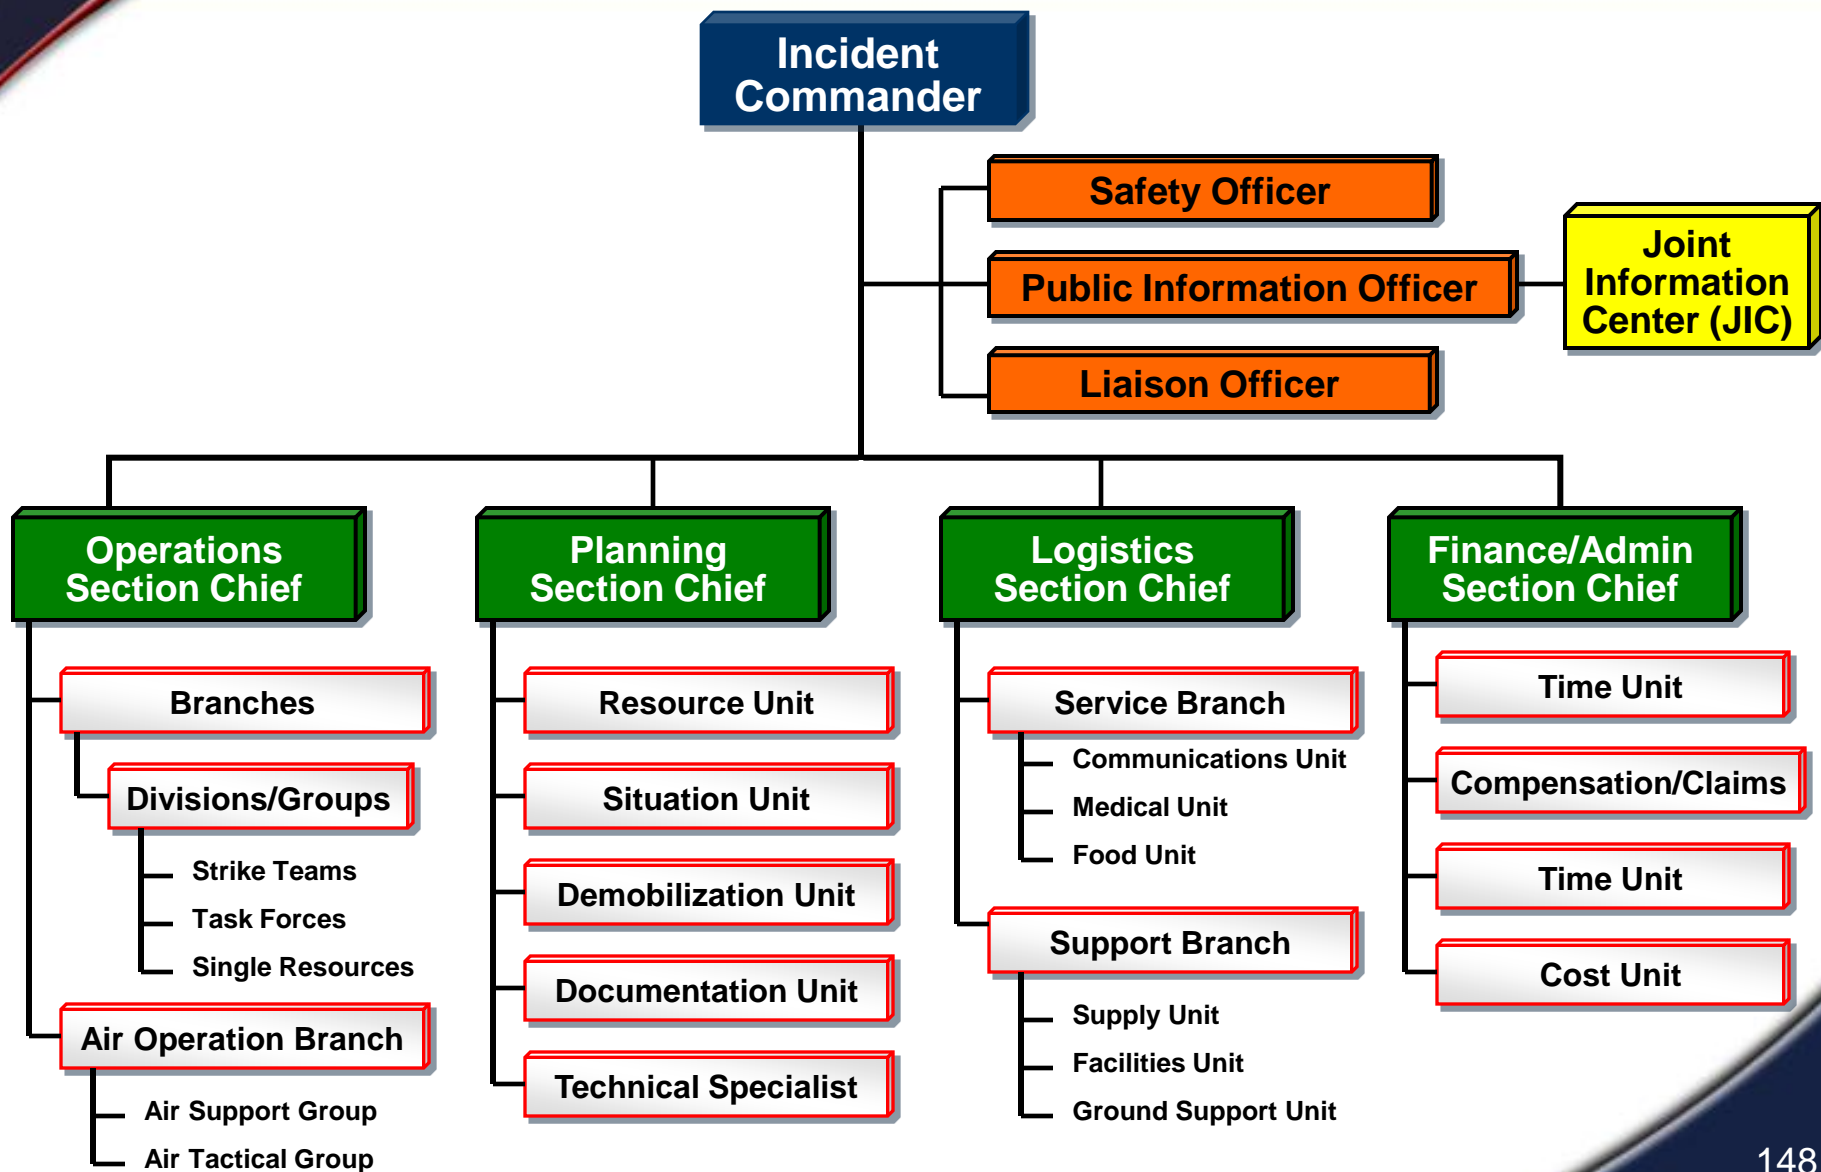 Incident
Commander
Safety Officer
Public Information Officer
Joint
Information
Center (JIC)
Liaison Officer
Operations
Section Chief
Planning
Section Chief
Logistics
Section Chief
Finance/Admin
Section Chief
Branches
Divisions/Groups
Strike Teams
Task Forces
Single Resources
Air Operation Branch
Air Support Group
Air Tactical Group
Resource Unit
Situation Unit
Demobilization Unit
Documentation Unit
Technical Specialist
Service Branch
Communications Unit
Medical Unit
Food Unit
Support Branch
Supply Unit
Facilities Unit
Ground Support Unit
Time Unit
Compensation/Claims
Time Unit
Cost Unit
148